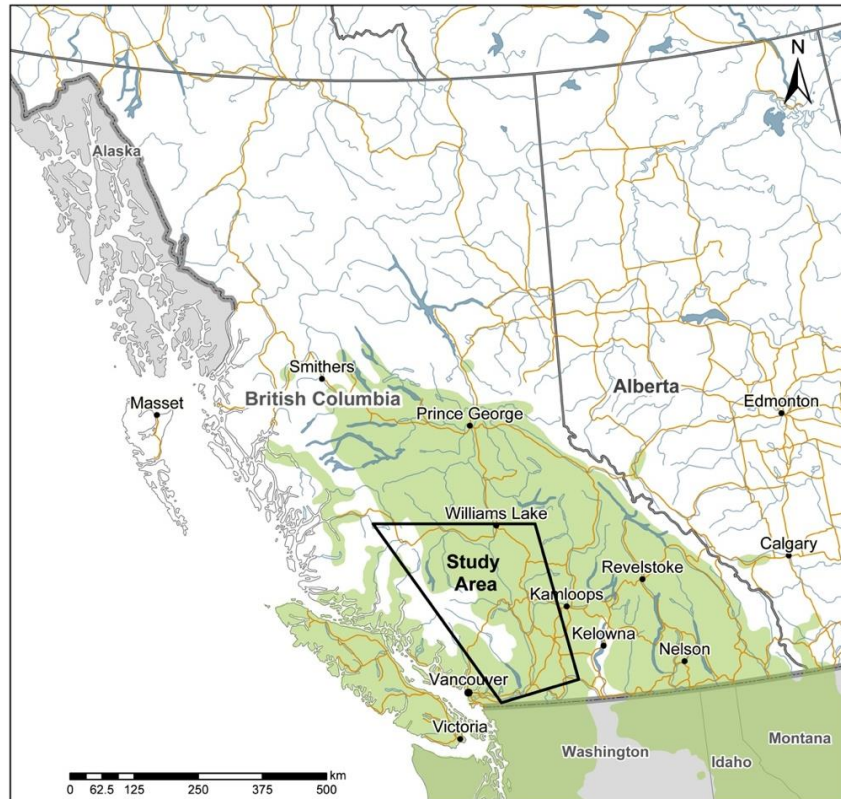 N
Alaska
Smithers
Masset
British Columbia
Alberta
Prince George
Edmonton
Williams Lake
Study
Area
Calgary
Revelstoke
Kamloops
Kelowna
Nelson
Vancouver
Victoria
Washington
Idaho
Montana
km
0 62.5 125 250 375 500